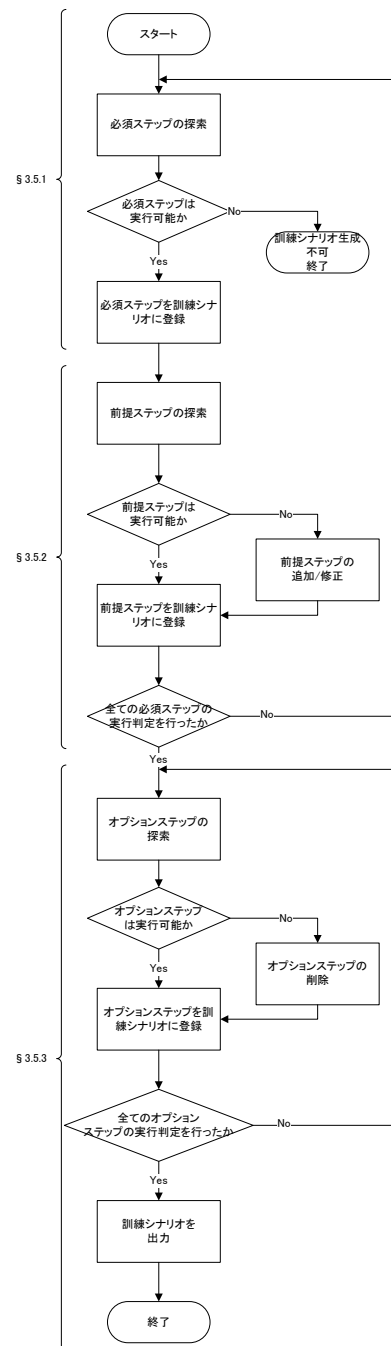 スタート
必須ステップの探索
§ 3.5.1
必須ステップは
実行可能か
No
訓練シナリオ生成
不可
終了
Yes
必須ステップを訓練シナ
リオに登録
前提ステップの探索
前提ステップは
実行可能か
No
§ 3.5.2
Yes
前提ステップの
追加/修正
前提ステップを訓練シナ
リオに登録
全ての必須ステップの
実行判定を行ったか
No
Yes
オプションステップの
探索
オプションステップ
は実行可能か
No
Yes
オプションステップの
削除
オプションステップを訓
練シナリオに登録
§ 3.5.3
全てのオプション
ステップの実行判定を行ったか
No
Yes
訓練シナリオを
出力
終了